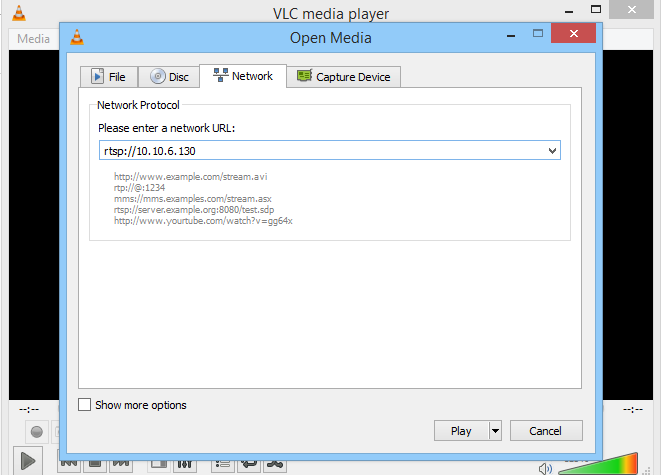 VLC media player
Media
Open Media
File
Disc
Network
Capture Device
Network Protocol
Please enter a network URL:
rtsp://10.10.6.130
http://www.example.com/stream.avi
rtp://@:1234
mms://mms.examples.com/stream.asx
rtsp://server.example.org:8080/test.sdp
http://www.yourtube.com/watch?v=gg64x
Show more options
--:--
--:--
Play
Cancel